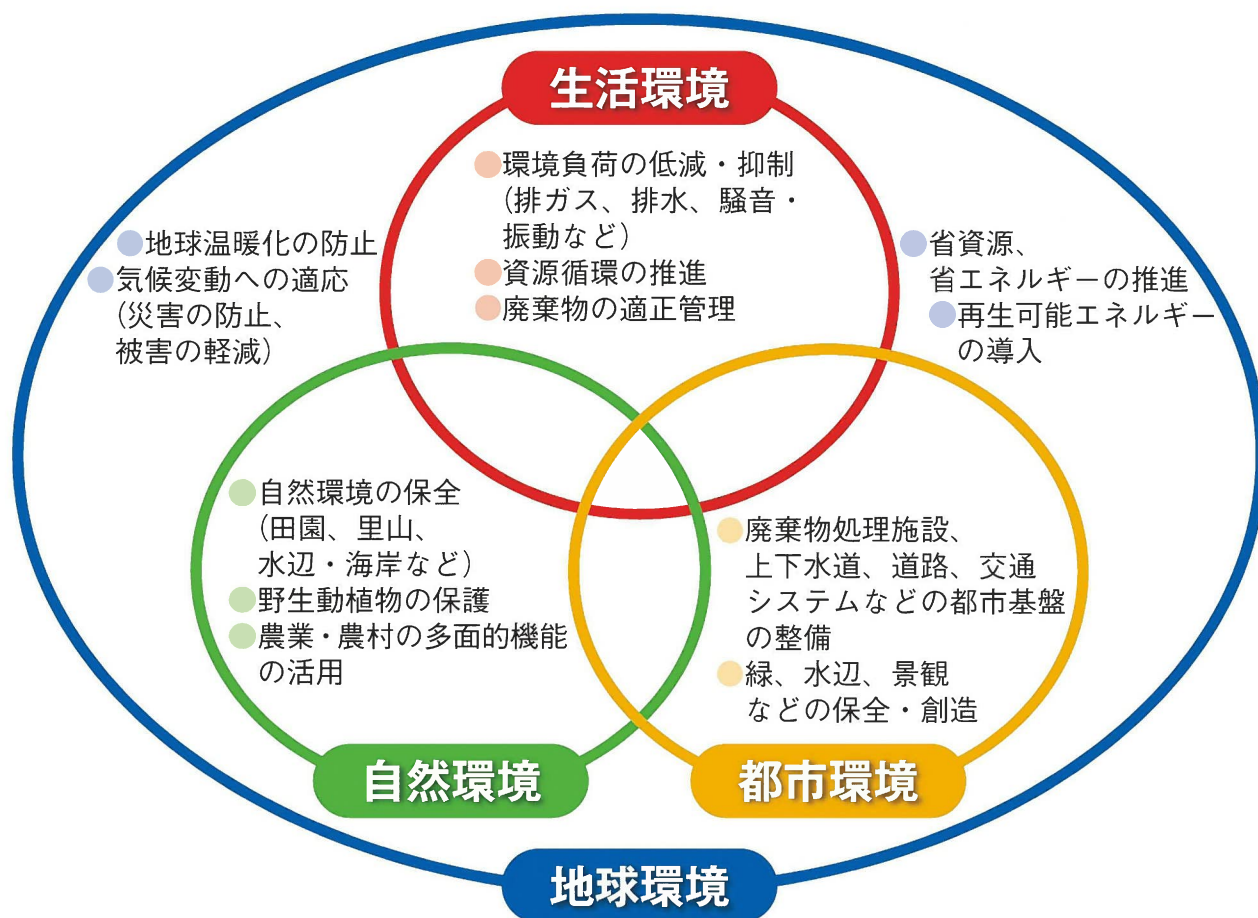 生活環境
環境負荷の低減・抑制
(排ガス、排水、騒音・
振動など)
資源循環の推進
廃棄物の適正管理
地球温暖化の防止
気候変動への適応
(災害の防止、
被害の軽減)
省資源、
省エネルギーの推進
再生可能エネルギー
の導入
自然環境の保全
(田園、里山、
水辺・海岸など)
野生動植物の保護
農業・農村の多面的機能
の活用
廃棄物処理施設、
上下水道、道路、交通
システムなどの都市基盤
の整備
緑、水辺、景観
などの保全・創造
自然環境
都市環境
地球環境